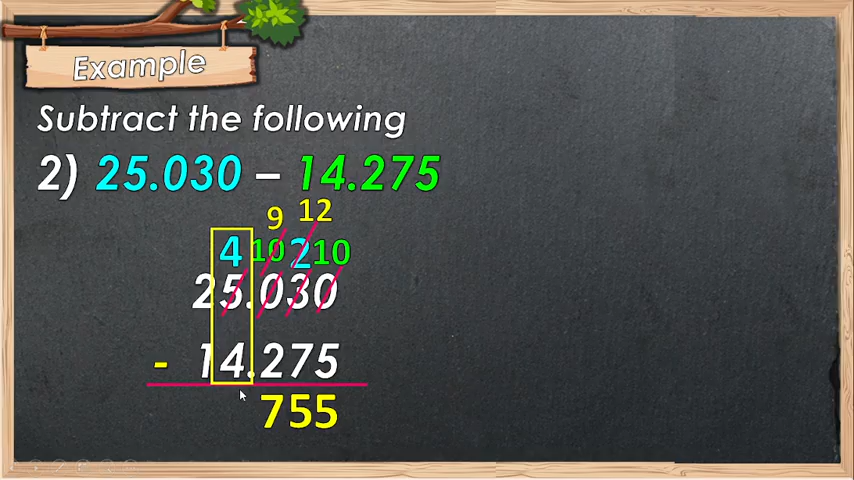 Example
Subtract the following
2) 25.030 – 14.275
9 12
4 10 2 10
25.030
- 14.275
755